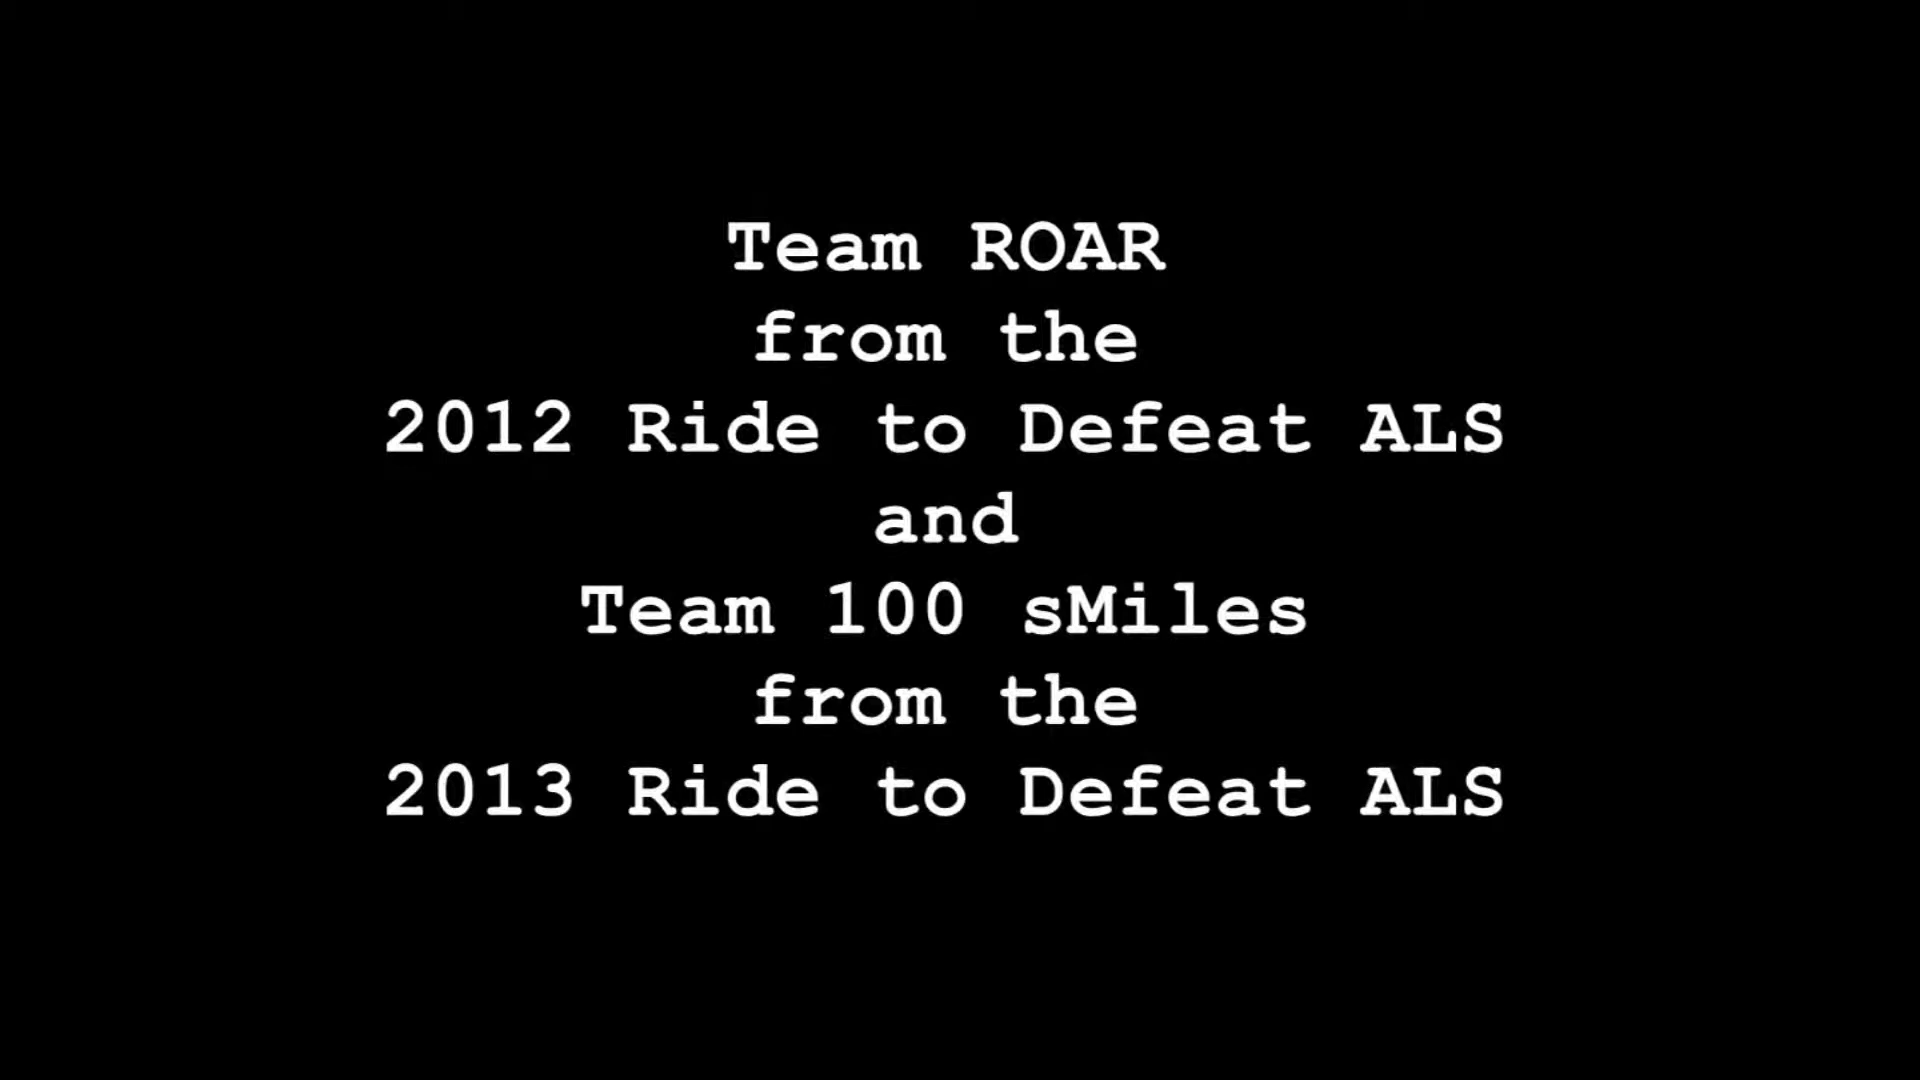 Team ROAR
from the
2012 Ride to Defeat ALS
and
Team 100 sMiles
from the
2013 Ride to Defeat ALS